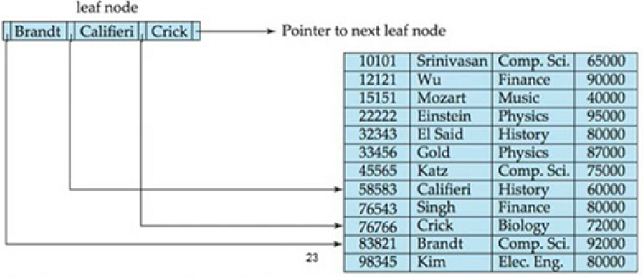 leaf node
Brandt Califieri Crick
Pointer to next leaf node
10101 Srinivasan Comp. Sci. 65000
12121 Wu Finance 90000
15151 Mozart Music 40000
22222 Einstein Physics 95000
32343 El Said History 80000
33456 Gold Physics 87000
45565 Katz Comp. Sci. 75000
58583 Califieri History 60000
76543 Singh Finance 80000
76766 Crick Biology 72000
83821 Brandt Comp. Sci. 92000
98345 Kim Elec. Eng. 80000
23